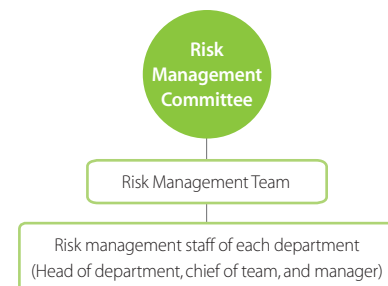 Risk
Management
Committee
Risk Management Team
Risk management staff of each department
(Head of department, chief of team, and manager)